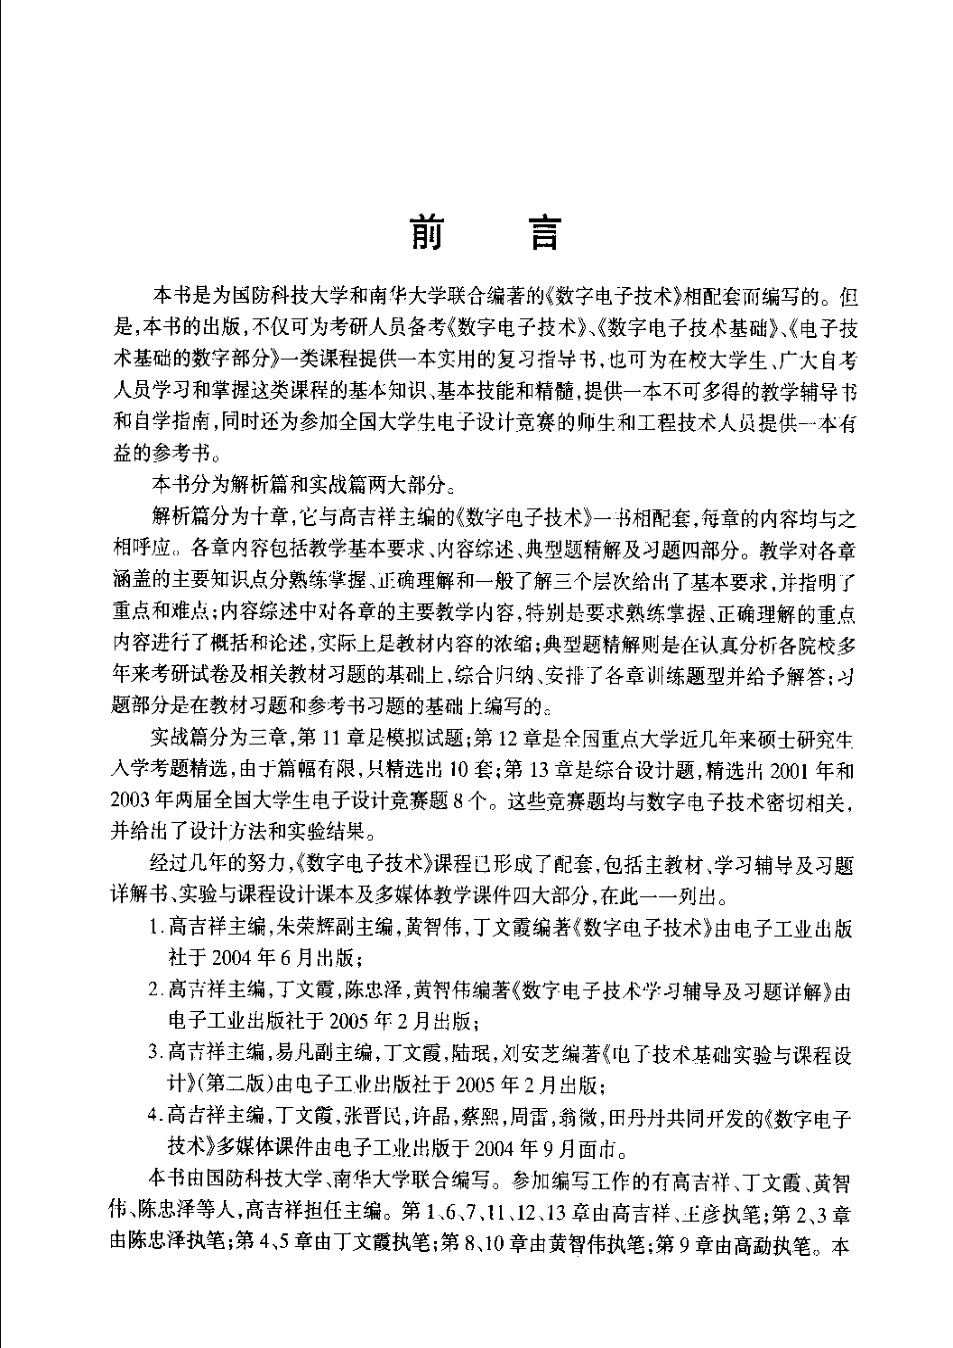 前 言
本书是为国防科技大学和南华大学联合编著的《数字电子技术》相配套而编写的。但
是,本书的出版,不仅可为考研人员备考《数字电子技术》、《数字电子技术基础》、《电子技
术基础的数字部分》一类课程提供一本实用的复习指导书,也可为在校大学生、广大自考
人员学习和掌握这类课程的基本知识、基本技能和精髓,提供一本不可多得的教学辅导书
和自学指南,同时还为参加全国大学生电子设计竞赛的师生和工程技术人员提供一本有
益的参考书。
本书分为解析篇和实战篇两大部分。
解析篇分为十章,它与高吉祥主编的《数字电子技术》一书相配套,每章的内容均与之
相呼应。各章内容包括教学基本要求、内容综述、典型题精解及习题四部分。教学对各章
涵盖的主要知识点分熟练掌握、正确理解和一般了解三个层次给出了基本要求,并指明了
重点和难点;内容综述中对各章的主要教学内容,特别是要求熟练掌握、正确理解的重点
内容进行了概括和论述,实际上是教材内容的浓缩;典型题精解则是在认真分析各院校多
年来考研试卷及相关教材习题的基础上,综合归纳、安排了各章训练题型并给予解答;习
题部分是在教材习题和参考书习题的基础上编写的。
实战篇分为三章,第 11 章是模拟试题;第 12 章是全国重点大学近几年来硕士研究生
入学考题精选,由于篇幅有限,只精选出 10 套;第 13 章是综合设计题,精选出 2001 年和
2003 年两届全国大学生电子设计竞赛题 8 个。这些竞赛题均与数字电子技术密切相关,
并给出了设计方法和实验结果。
经过几年的努力,《数字电子技术》课程已形成了配套,包括主教材、学习辅导及习题
详解书、实验与课程设计课本及多媒体教学课件四大部分,在此一一列出。
1. 高吉祥主编,朱荣辉副主编,黄智伟,丁文霞编著《数字电子技术》由电子工业出版
社于 2004 年 6 月出版;
2. 高吉祥主编,丁文霞,陈忠泽,黄智伟编著《数字电子技术学习辅导及习题详解》由
电子工业出版社于 2005 年 2 月出版;
3. 高吉祥主编,易凡副主编,丁文霞,陆珉,刘安芝编著《电子技术基础实验与课程设
计》(第二版)由电子工业出版社于 2005 年 2 月出版;
4. 高吉祥主编,丁文霞,张晋民,许晶,蔡熙,周雷,翁微,田丹丹共同开发的《数字电子
技术》多媒体课件由电子工业出版于 2004 年 9 月面市。
本书由国防科技大学、南华大学联合编写。参加编写工作的有高吉祥、丁文霞、黄智
伟、陈忠泽等人,高吉祥担任主编。第 1、6、7、11、12、13 章由高吉祥、王彦执笔;第 2、3 章
由陈忠泽执笔;第 4、5 章由丁文霞执笔;第 8、10 章由黄智伟执笔;第 9 章由高勐执笔。本